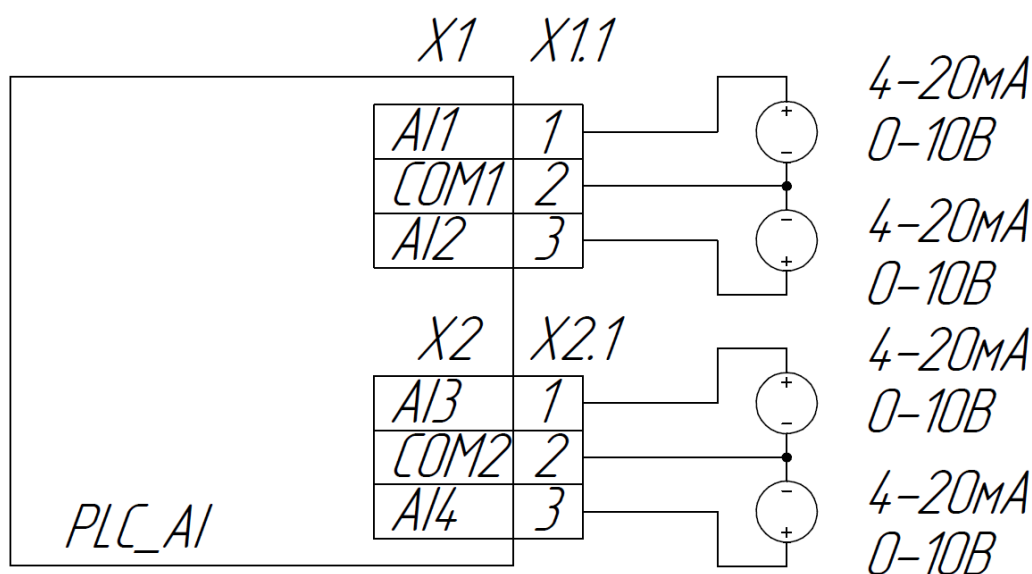 X1 X1.1
AI1 1
COM1 2
AI2 3
4-20мА
0-10В
4-20мА
0-10В
X2 X2.1
AI3 1
COM2 2
AI4 3
4-20мА
0-10В
4-20мА
0-10В
PLC_AI
+
-
-
+
+
-
-
+